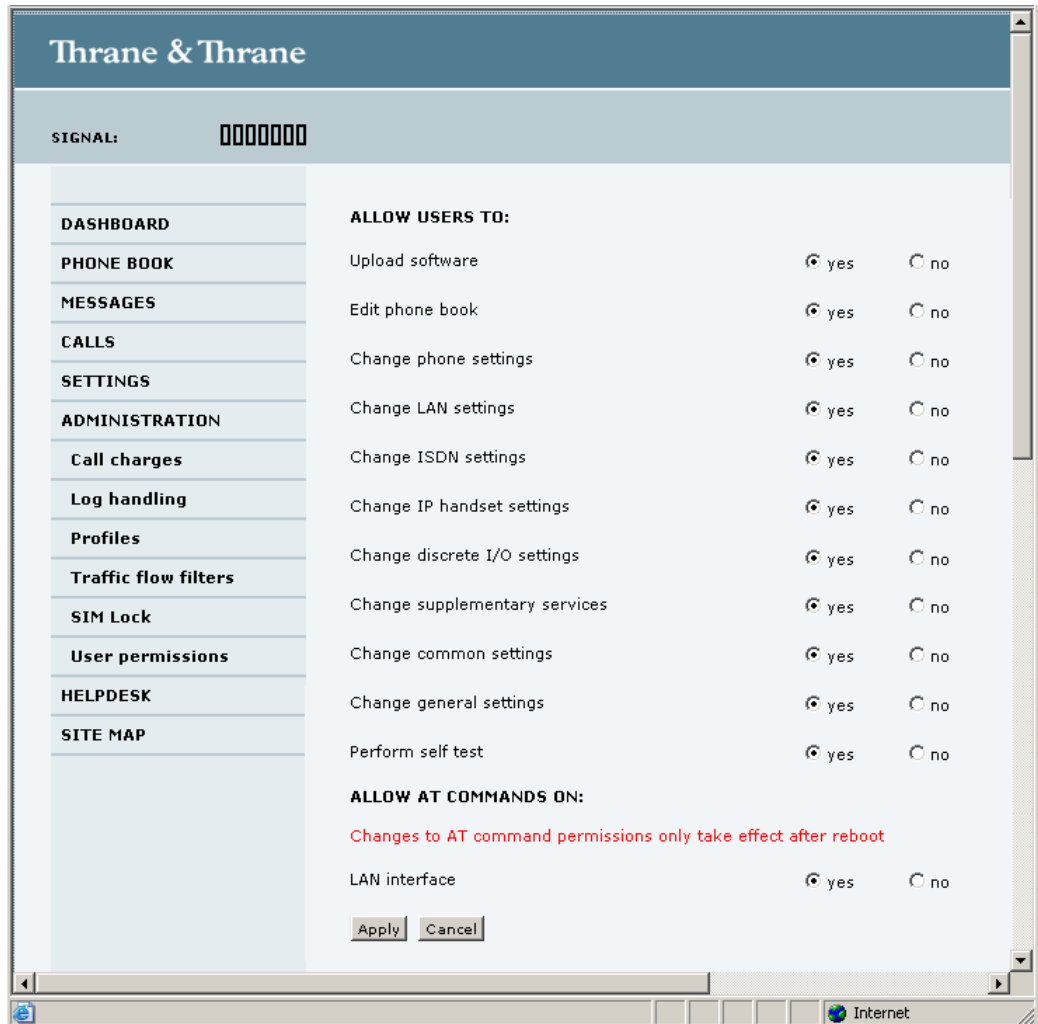 Thrane & Thrane
SIGNAL:
DASHBOARD
PHONE BOOK
MESSAGES
CALLS
SETTINGS
ADMINISTRATION
Call charges
Log handling
Profiles
Traffic flow filters
SIM Lock
User permissions
HELPDESK
SITE MAP
ALLOW USERS TO:
Upload software yes no
Edit phone book yes no
Change phone settings yes no
Change LAN settings yes no
Change ISDN settings yes no
Change IP handset settings yes no
Change discrete I/O settings yes no
Change supplementary services yes no
Change common settings yes no
Change general settings yes no
Perform self test yes no
ALLOW AT COMMANDS ON:
Changes to AT command permissions only take effect after reboot
LAN interface yes no
Apply Cancel
Internet